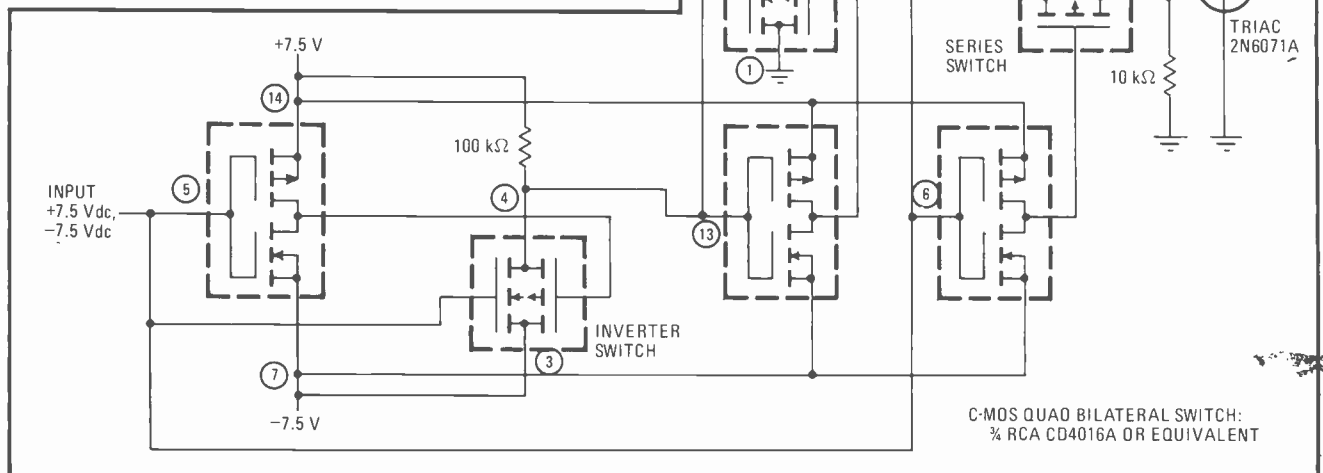 +7.5 V
14
5
INPUT
+7.5 Vdc,
−7.5 Vdc
100 kΩ
4
INVERTER
SWITCH
3
7
−7.5 V
1
13
6
SERIES
SWITCH
10 kΩ
TRIAC
2N6071A
C-MOS QUAD BILATERAL SWITCH:
¾ RCA CD4016A OR EQUIVALENT